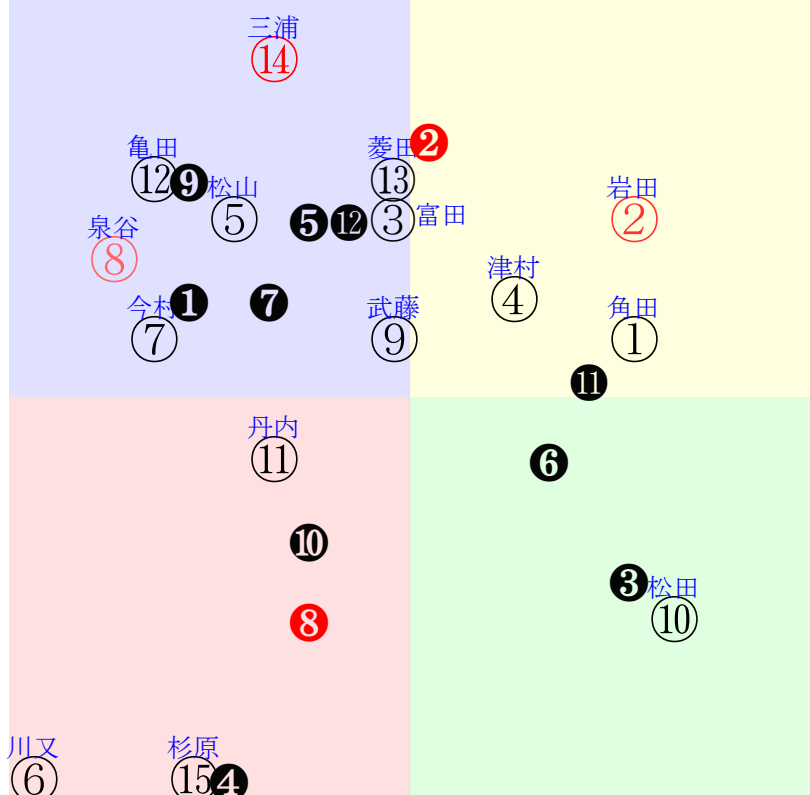 三浦
⑭
亀田
菱田
❷
⑫
❾
松山
⑬
岩田
⑤
❺
⓬
③
富田
②
泉谷
⑧
津村
④
今村
❶
❼
武藤
角田
⑦
⑨
①
⓫
丹内
⑪
❻
❿
❸
松田
⑩
❽
川又
杉原
⑥
⑮
❹